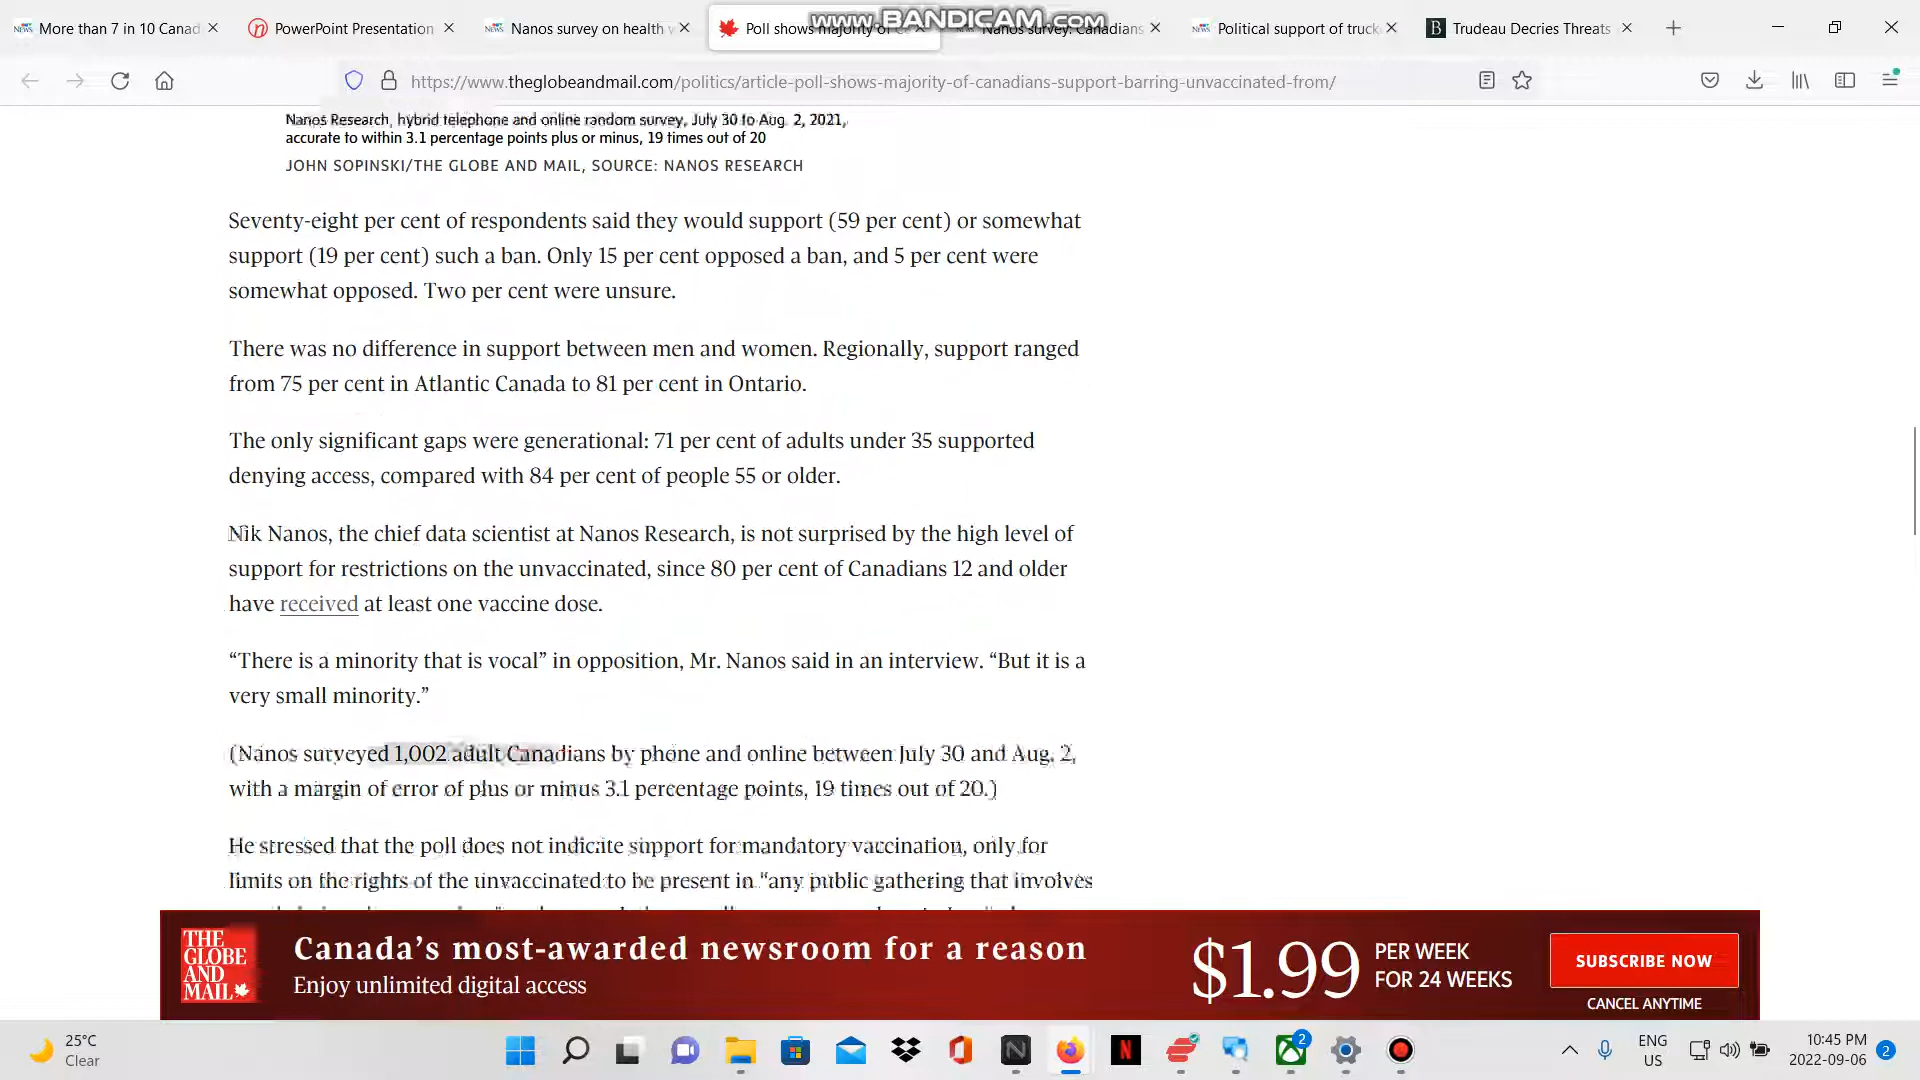 More than 7 in 10 Canad
PowerPoint Presentation
Nanos survey on health w
Poll shows majority of C
Nanos survey: Canadians
Political support of truck
Trudeau Decries Threats
www.BANDICAM.com
https://www.theglobeandmail.com/politics/article-poll-shows-majority-of-canadians-support-barring-unvaccinated-from/
Nanos Research, hybrid telephone and online random survey, July 30 to Aug. 2, 2021,
accurate to within 3.1 percentage points plus or minus, 19 times out of 20
JOHN SOPINSKI/THE GLOBE AND MAIL, SOURCE: NANOS RESEARCH
Seventy-eight per cent of respondents said they would support (59 per cent) or somewhat
support (19 per cent) such a ban. Only 15 per cent opposed a ban, and 5 per cent were
somewhat opposed. Two per cent were unsure.
There was no difference in support between men and women. Regionally, support ranged
from 75 per cent in Atlantic Canada to 81 per cent in Ontario.
The only significant gaps were generational: 71 per cent of adults under 35 supported
denying access, compared with 84 per cent of people 55 or older.
Nik Nanos, the chief data scientist at Nanos Research, is not surprised by the high level of
support for restrictions on the unvaccinated, since 80 per cent of Canadians 12 and older
have received at least one vaccine dose.
“There is a minority that is vocal” in opposition, Mr. Nanos said in an interview. “But it is a
very small minority.”
(Nanos surveyed 1,002 adult Canadians by phone and online between July 30 and Aug. 2,
with a margin of error of plus or minus 3.1 percentage points, 19 times out of 20.)
He stressed that the poll does not indicate support for mandatory vaccination, only for
limits on the rights of the unvaccinated to be present in “any public gathering that involves
THE
GLOBE
AND
MAIL
Canada’s most-awarded newsroom for a reason
Enjoy unlimited digital access
$1.99
PER WEEK
FOR 24 WEEKS
SUBSCRIBE NOW
CANCEL ANYTIME
25°C
Clear
2
ENG
US
10:45 PM
2022-09-06
2